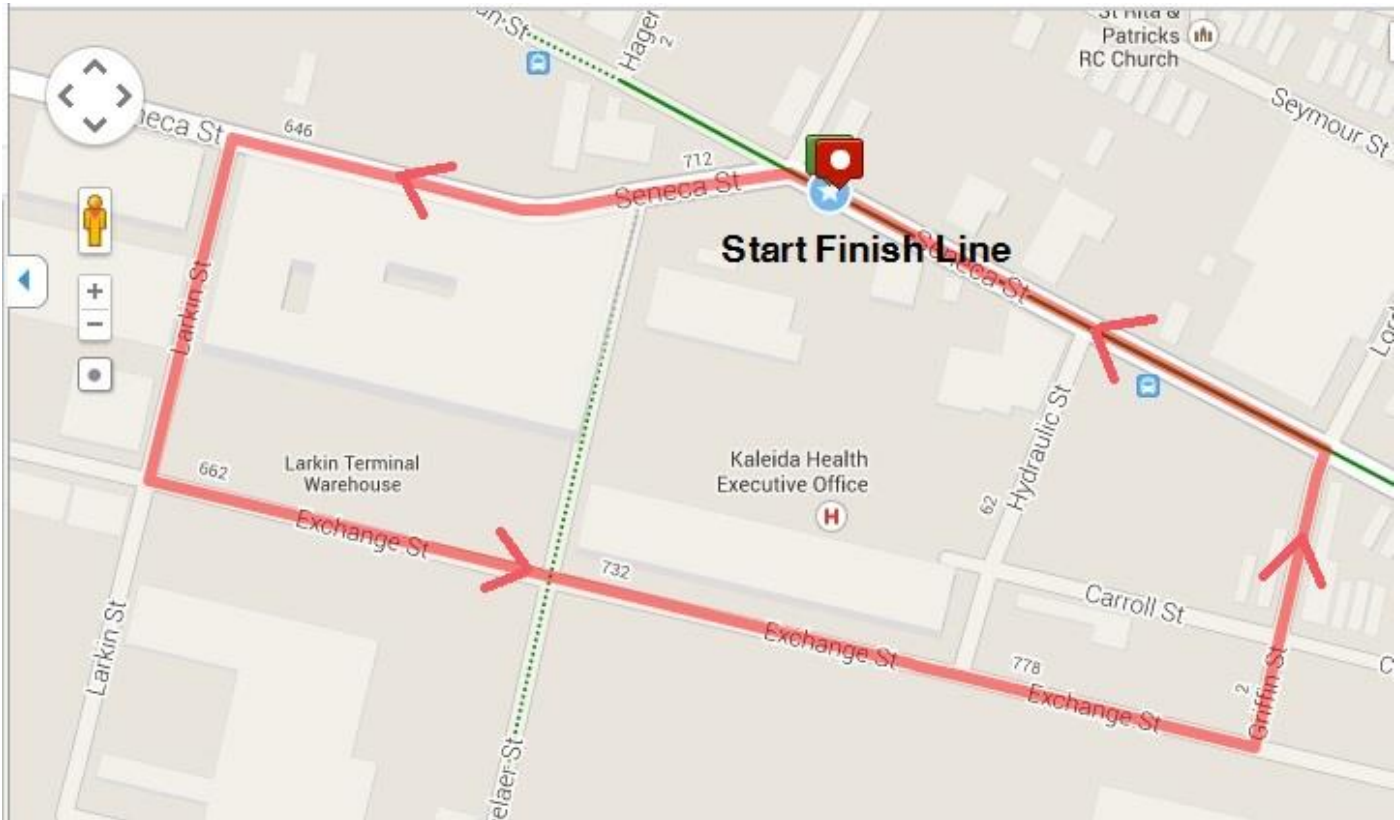 St Rita &
Patricks
RC Church
Seymour St
Seneca St
646
712
Seneca St
Start Finish Line
Seneca St
Larkin St
662
Larkin Terminal
Warehouse
Kaleida Health
Executive Office
H
Hydraulic St
62
Exchange St
732
Carroll St
Exchange St
778
Exchange St
2
Griffin St
Larkin St
2